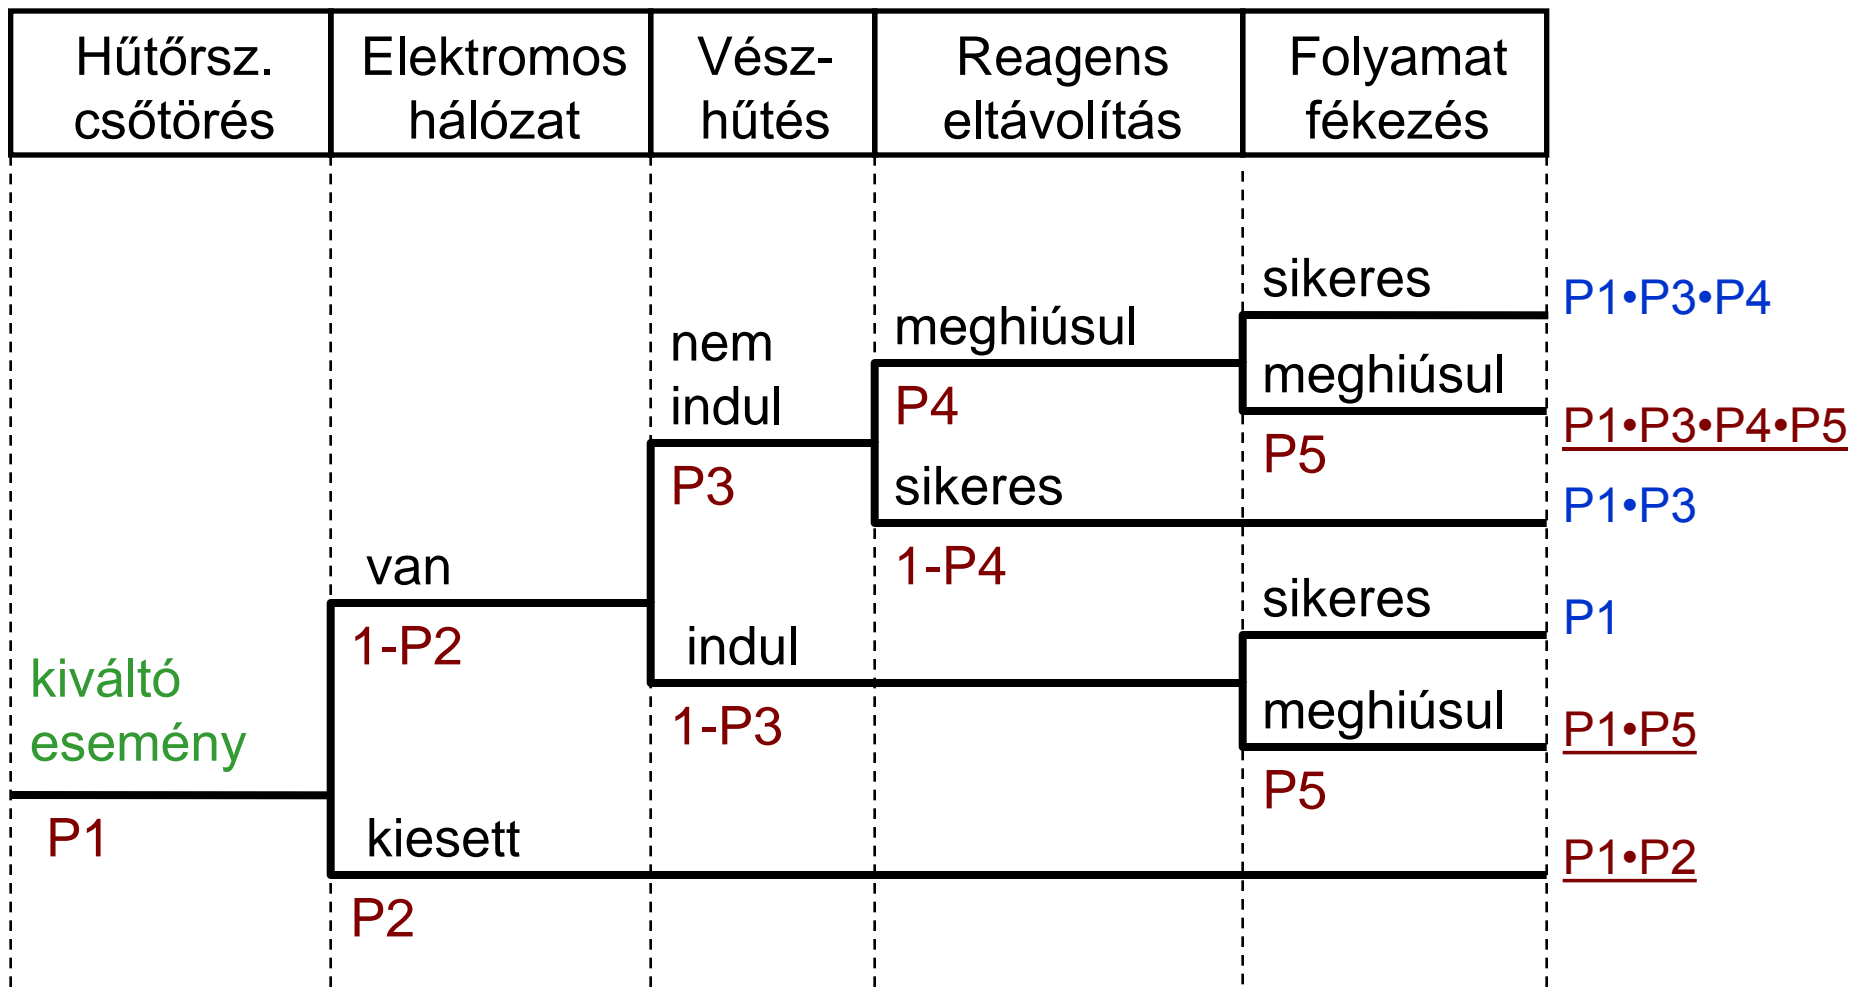 Hűtőrsz.
csőtörés
Elektromos
hálózat
Vész-
hűtés
Reagens
eltávolítás
Folyamat
fékezés
sikeres
P1•P3•P4
meghiúsul
nem
indul
meghiúsul
P4
P1•P3•P4•P5
P5
P3
sikeres
P1•P3
van
1-P4
sikeres
P1
1-P2
indul
kiváltó
esemény
meghiúsul
1-P3
P1•P5
P5
P1
kiesett
P1•P2
P2